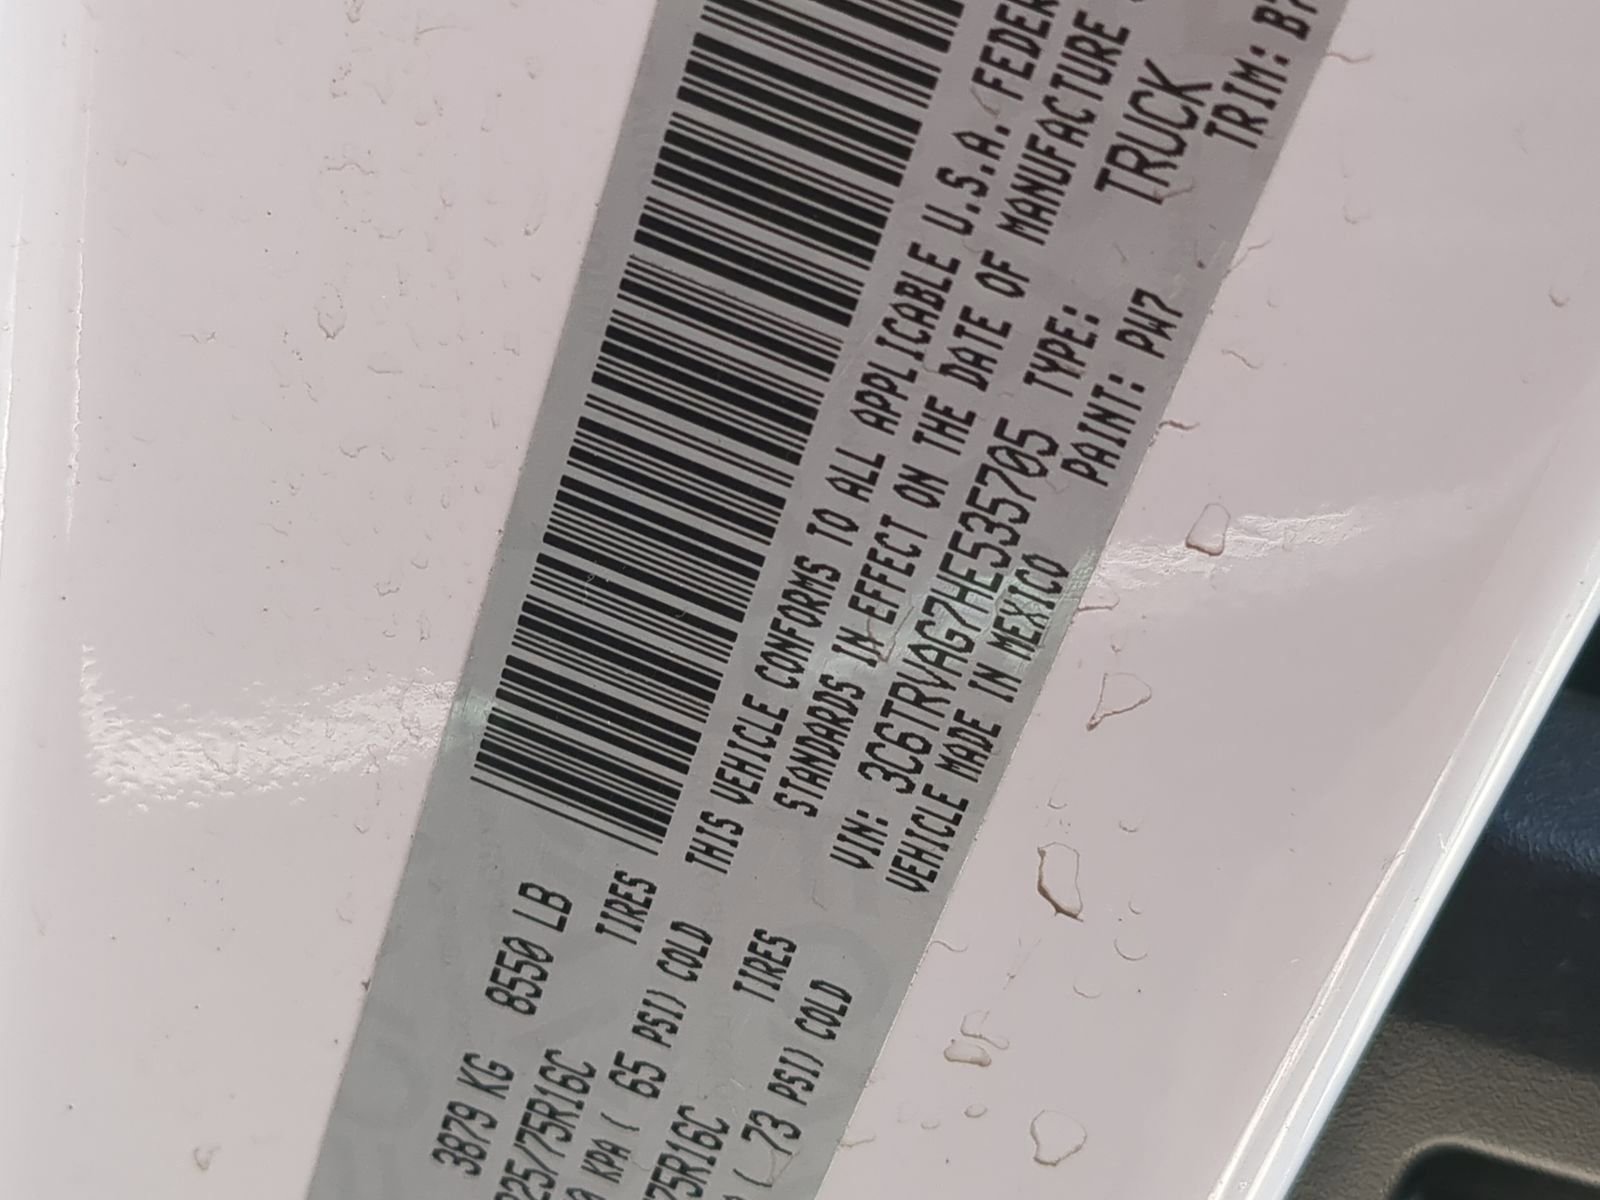 3879 KG 8550 LB
225/75R16C TIRES
KPA ( 65 PSI) COLD
75R16C TIRES
( 73 PSI) COLD
THIS VEHICLE CONFORMS TO ALL APPLICABLE U.S.A. FEDER
STANDARDS IN EFFECT ON THE DATE OF MANUFACTURE
VIN: 3C6TRVAG7HE535705 TYPE: TRUCK
VEHICLE MADE IN MEXICO PAINT: PW7 TRIM: B7